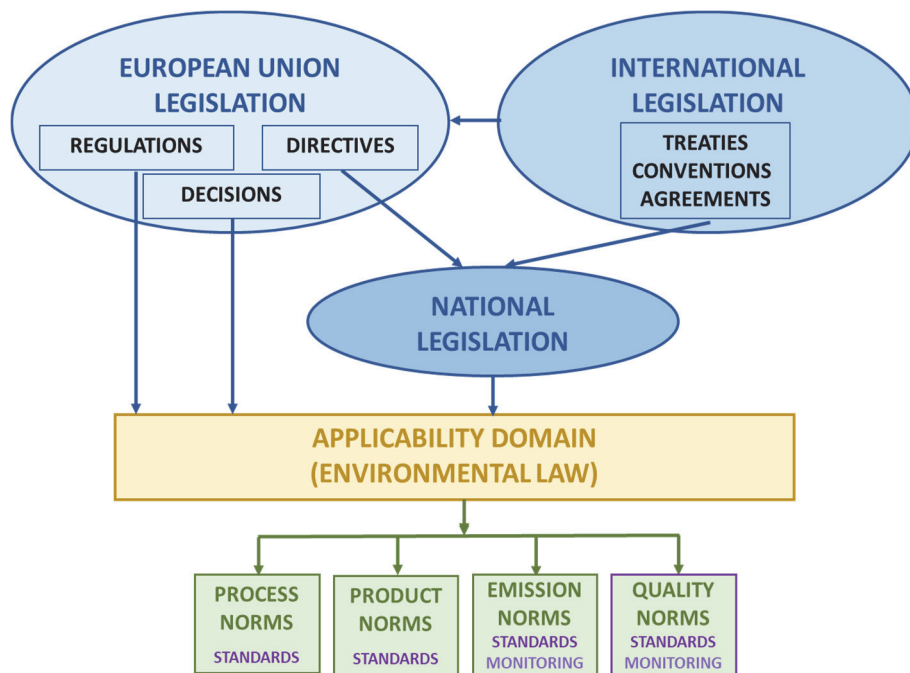 EUROPEAN UNION
LEGISLATION
REGULATIONS
DIRECTIVES
DECISIONS
INTERNATIONAL
LEGISLATION
TREATIES
CONVENTIONS
AGREEMENTS
NATIONAL
LEGISLATION
APPLICABILITY DOMAIN
(ENVIRONMENTAL LAW)
PROCESS
NORMS
STANDARDS
PRODUCT
NORMS
STANDARDS
EMISSION
NORMS
STANDARDS
MONITORING
QUALITY
NORMS
STANDARDS
MONITORING